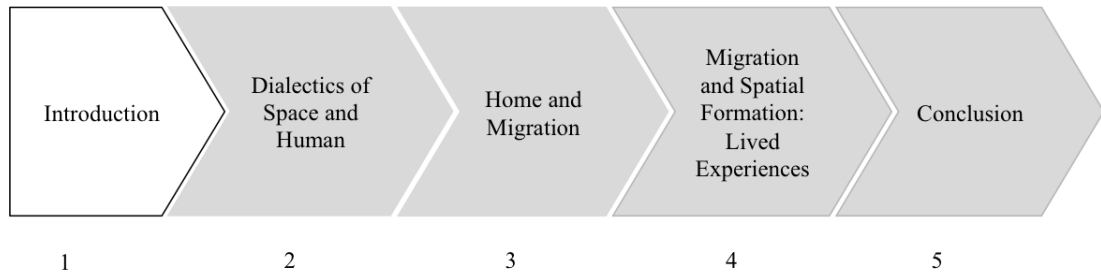 Introduction
Dialectics of
Space and
Human
Home and
Migration
Migration
and Spatial
Formation:
Lived
Experiences
Conclusion
1
2
3
4
5